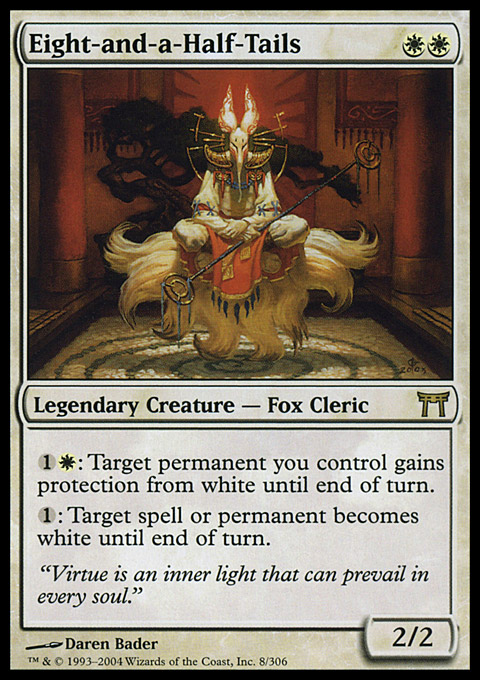 Eight-and-a-Half-Tails
Legendary Creature — Fox Cleric
1: Target permanent you control gains
protection from white until end of turn.
1: Target spell or permanent becomes
white until end of turn.
“Virtue is an inner light that can prevail in
every soul.”
Daren Bader
2/2
™ & © 1993–2004 Wizards of the Coast, Inc. 8/306